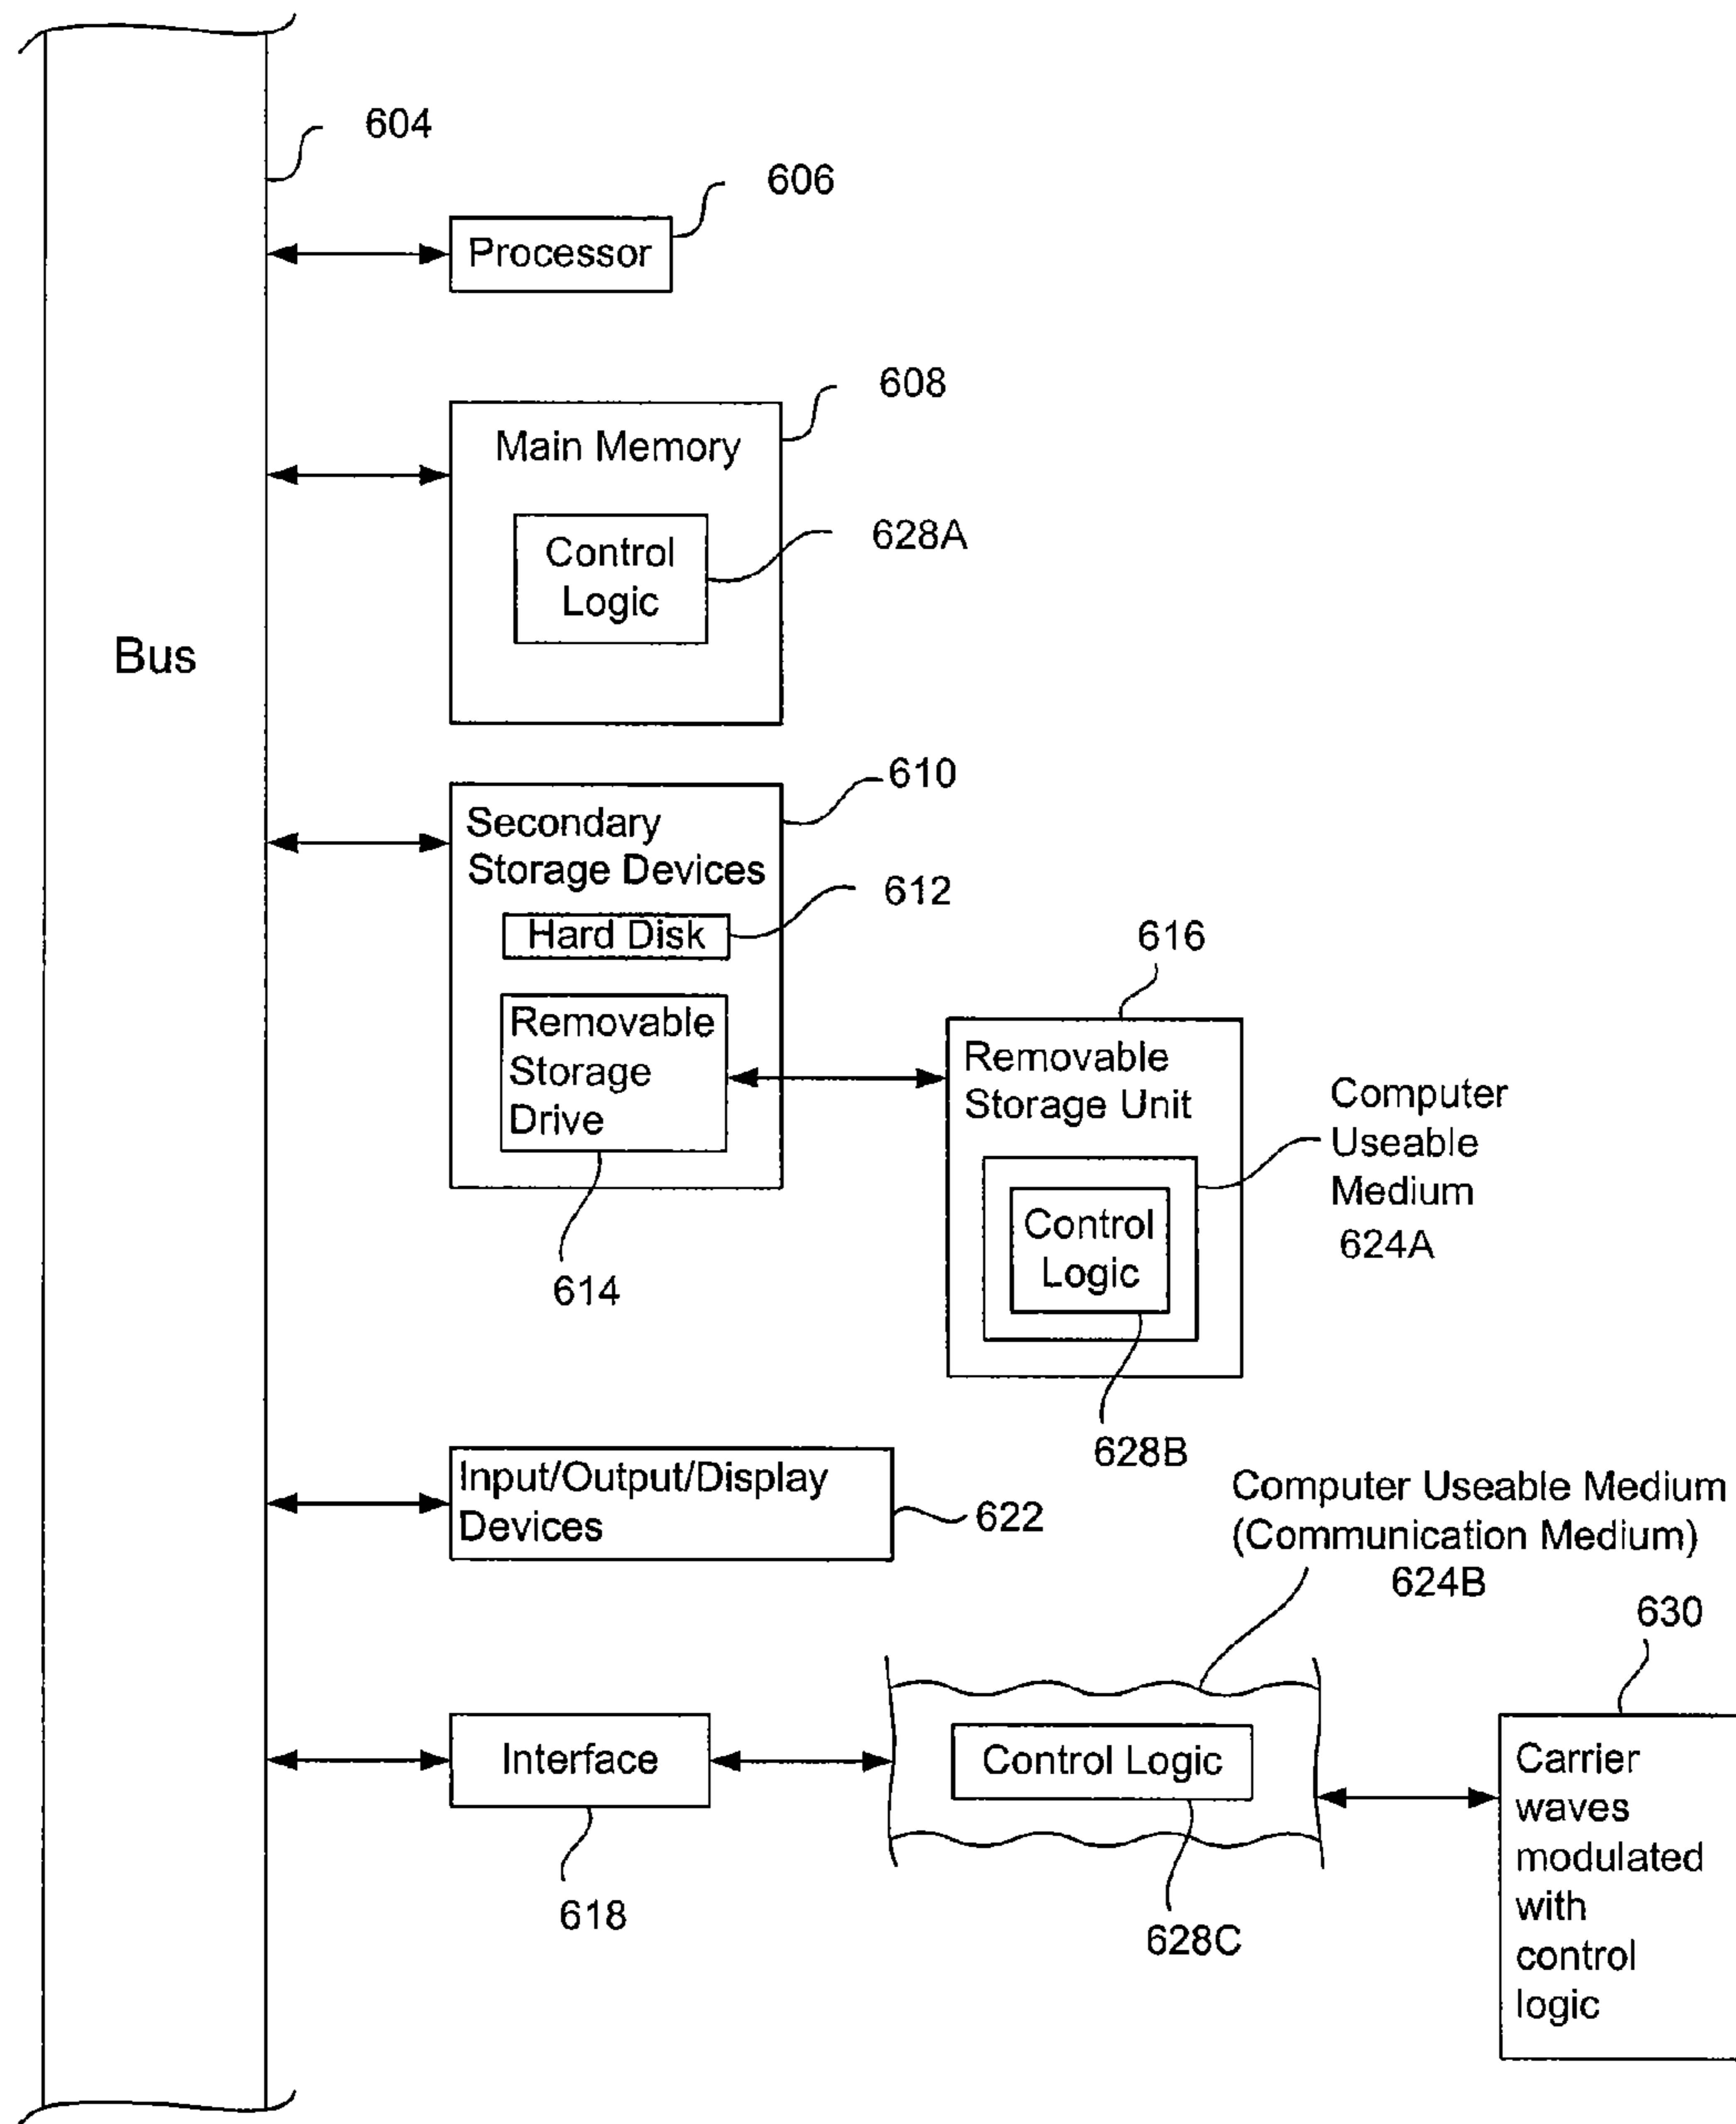 604
606
Processor
608
Main Memory
628A
Control
Logic
Bus
610
Secondary
Storage Devices
612
Hard Disk
616
Removable
Storage
Drive
Removable
Storage Unit
Computer
Useable
Medium
624A
Control
Logic
614
628B
Input/Output/Display
Devices
622
Computer Useable Medium
(Communication Medium)
624B
630
Interface
Control Logic
Carrier
waves
modulated
with
control
logic
618
628C